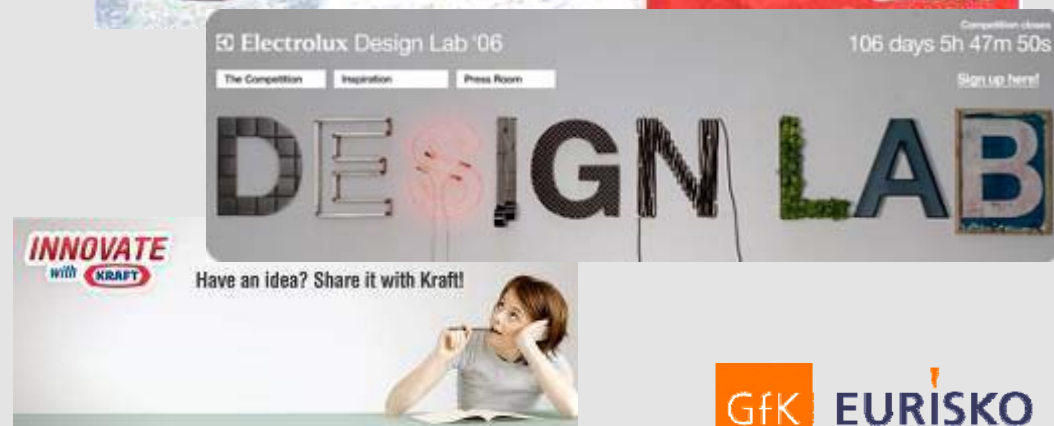 Electrolux Design Lab '06
Competition closes
106 days 5h 47m 50s
The Competition
Inspiration
Press Room
Sign up here!
DESIGN LAB
INNOVATE
with KRAFT
Have an idea? Share it with Kraft!
GfK EURISKO